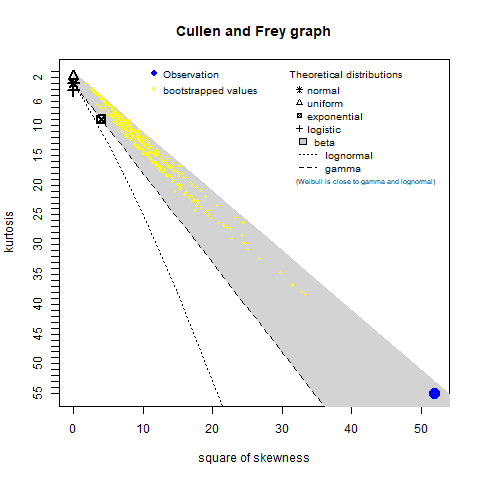 Cullen and Frey graph
Observation
bootstrapped values
Theoretical distributions
normal
uniform
exponential
logistic
beta
lognormal
gamma
(Weibull is close to gamma and lognormal)
kurtosis
2
6
10
15
20
25
30
35
40
45
50
55
0
10
20
30
40
50
square of skewness